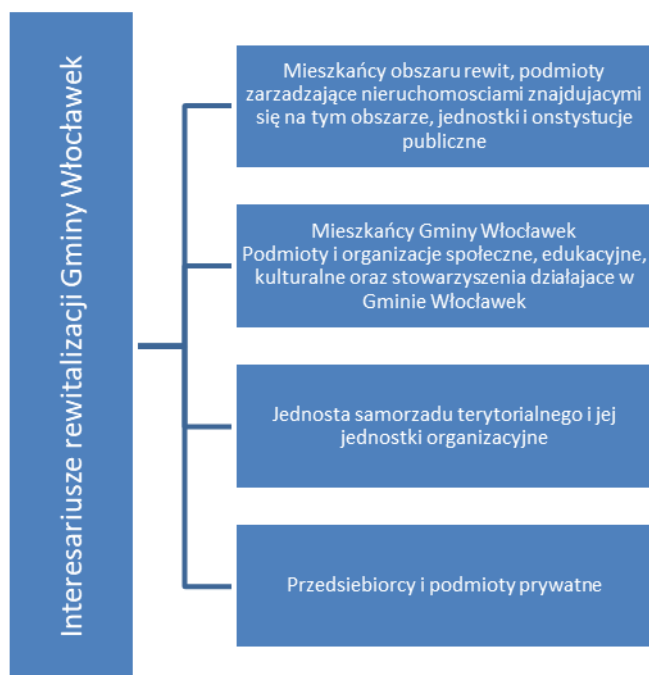 Interesariusze rewitalizacji Gminy Włocławek
Mieszkańcy obszaru rewit, podmioty
zarzadzające nieruchomosciami znajdujacymi
się na tym obszarze, jednostki i onstystucje
publiczne
Mieszkańcy Gminy Włocławek
Podmioty i organizacje społeczne, edukacyjne,
kulturalne oraz stowarzyszenia działajace w
Gminie Włocławek
Jednosta samorzadu terytorialnego i jej
jednostki organizacyjne
Przedsiebiorcy i podmioty prywatne